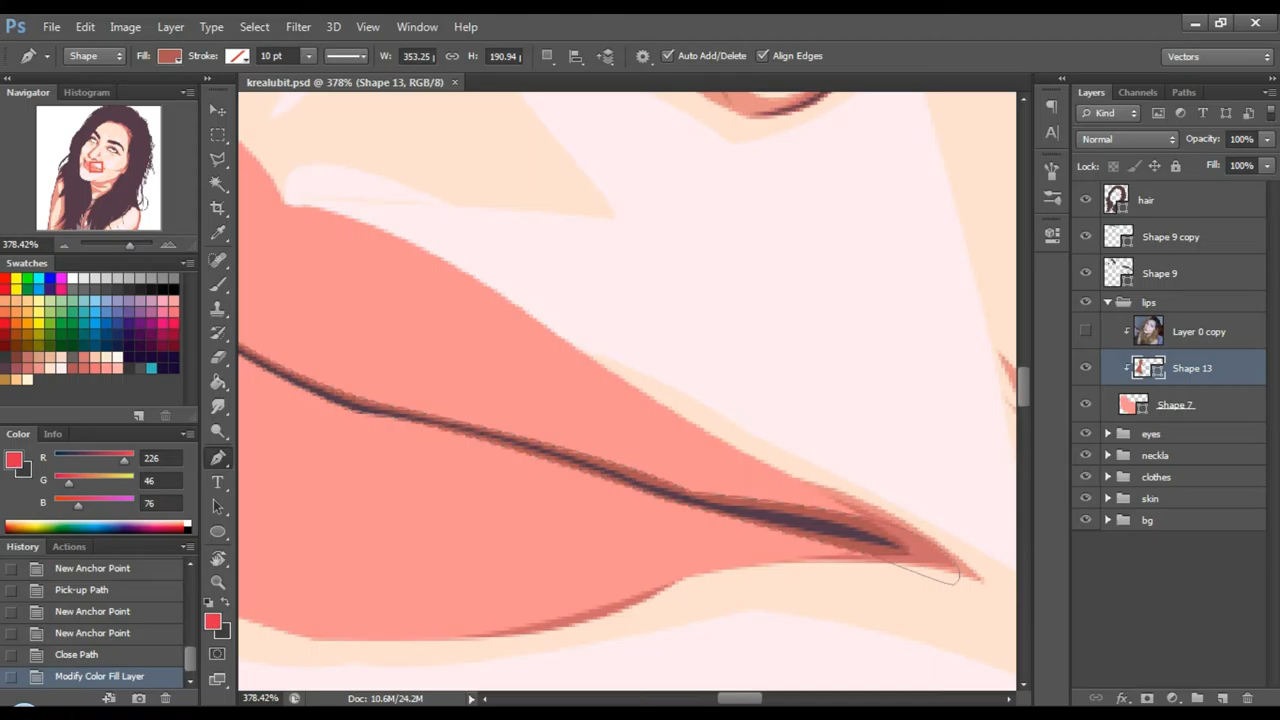 Ps File Edit Image Layer Type Select Filter 3D View Window Help
Shape Fill: Stroke: 10 pt W: 353.25 H: 190.94 Auto Add/Delete Align Edges Vectors
Navigator Histogram
krealubit.psd @ 378% (Shape 13, RGB/8) ×
Layers Channels Paths
Kind
Normal Opacity: 100%
Lock: Fill: 100%
hair
Shape 9 copy
Shape 9
lips
Layer 0 copy
Shape 13
Shape 7
eyes
neckla
clothes
skin
bg
378.42%
Swatches
Color Info
R 226
G 46
B 76
History Actions
New Anchor Point
Pick-up Path
New Anchor Point
New Anchor Point
Close Path
Modify Color Fill Layer
378.42% Doc: 10.6M/24.2M